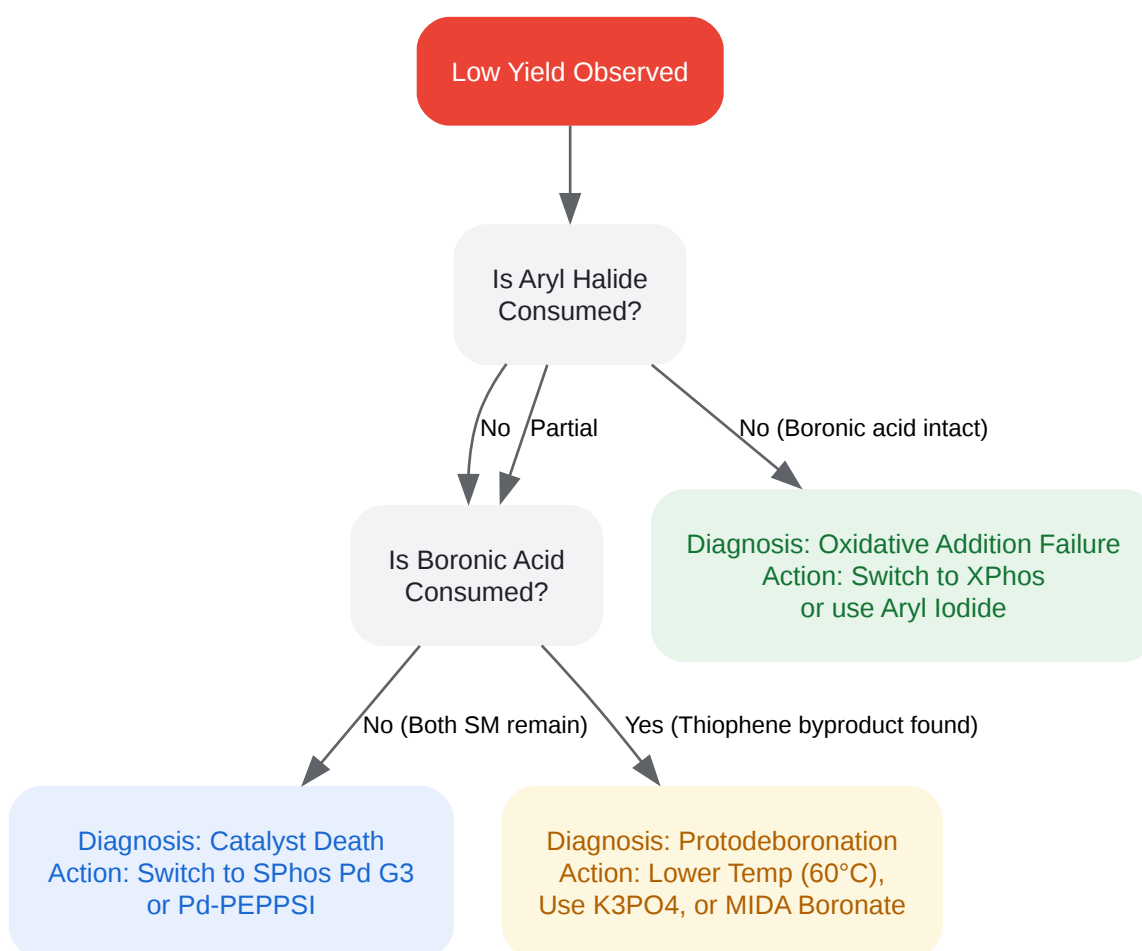 Low Yield Observed
Is Aryl Halide
Consumed?
No
Partial
No (Boronic acid intact)
Is Boronic Acid
Consumed?
Diagnosis: Oxidative Addition Failure
Action: Switch to XPhos
or use Aryl Iodide
No (Both SM remain)
Yes (Thiophene byproduct found)
Diagnosis: Catalyst Death
Action: Switch to SPhos Pd G3
or Pd-PEPPSI
Diagnosis: Protodeboronation
Action: Lower Temp (60°C),
Use K3PO4, or MIDA Boronate